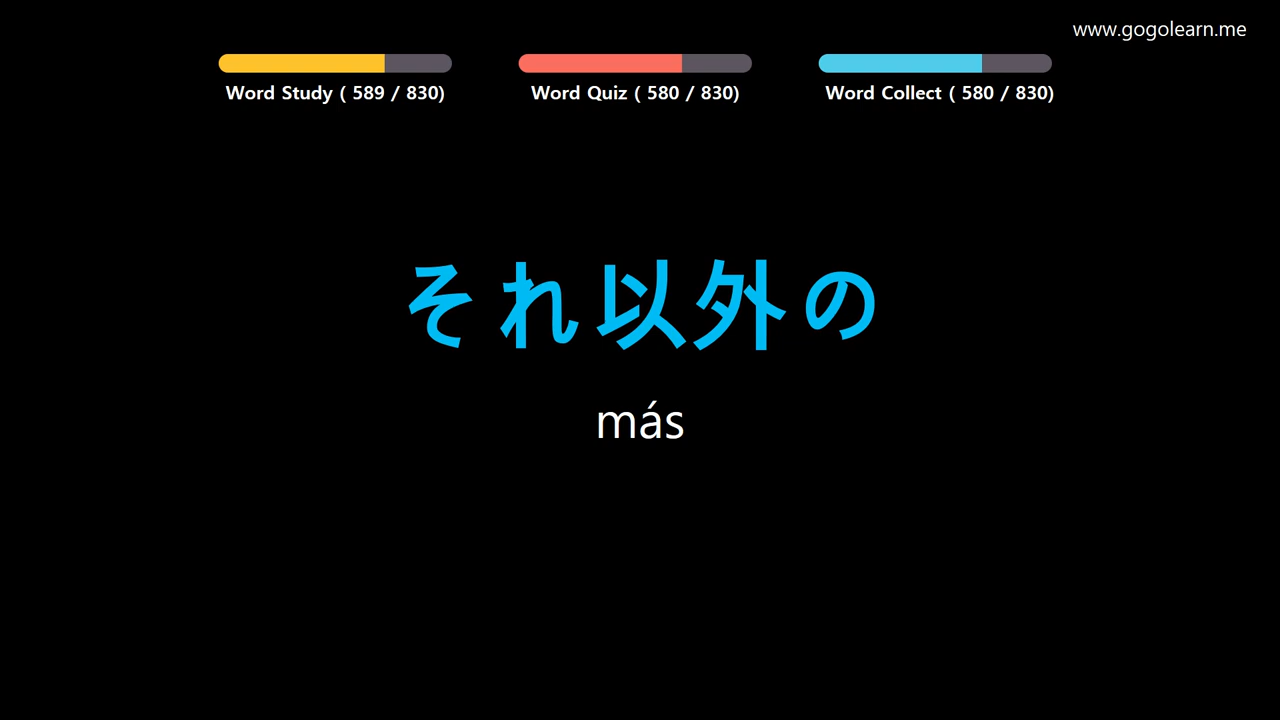 www.gogolearn.me
Word Study ( 589 / 830)
Word Quiz ( 580 / 830)
Word Collect ( 580 / 830)
それ以外の
más